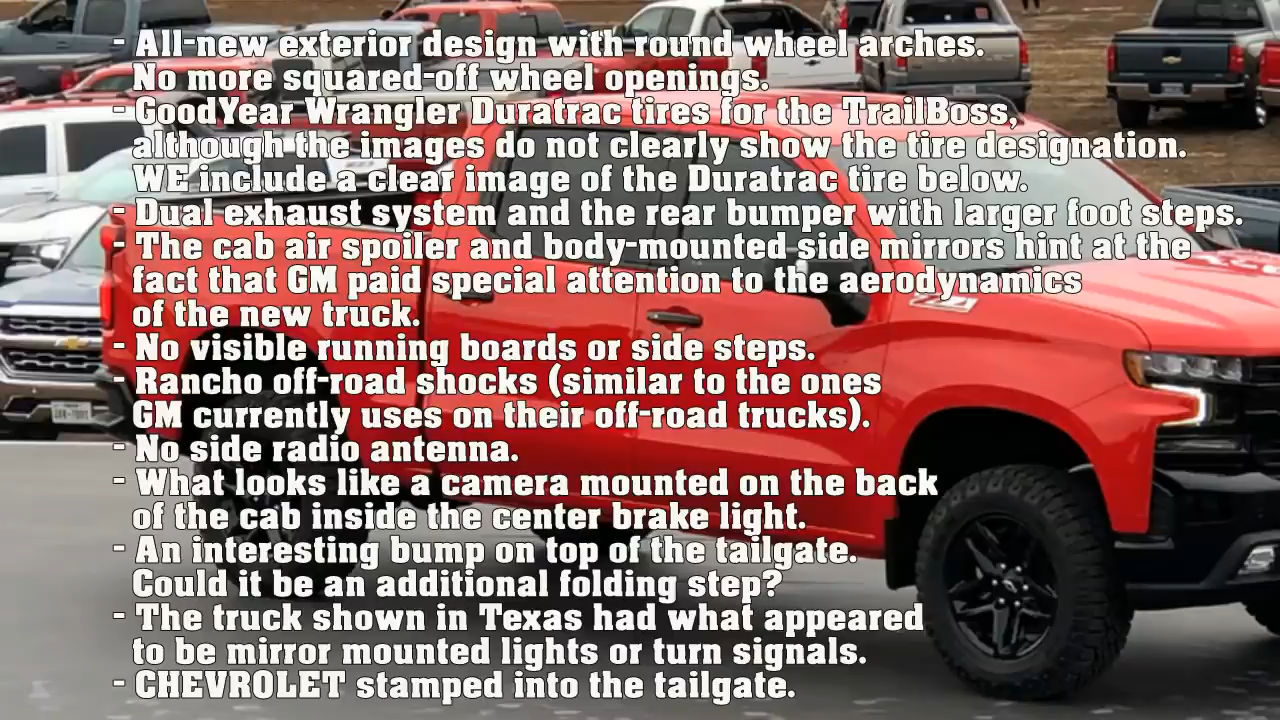 - All-new exterior design with round wheel arches.
No more squared-off wheel openings.
- GoodYear Wrangler Duratrac tires for the TrailBoss,
although the images do not clearly show the tire designation.
WE include a clear image of the Duratrac tire below.
- Dual exhaust system and the rear bumper with larger foot steps.
- The cab air spoiler and body-mounted side mirrors hint at the
fact that GM paid special attention to the aerodynamics
of the new truck.
- No visible running boards or side steps.
- Rancho off-road shocks (similar to the ones
GM currently uses on their off-road trucks).
- No side radio antenna.
- What looks like a camera mounted on the back
of the cab inside the center brake light.
- An interesting bump on top of the tailgate.
Could it be an additional folding step?
- The truck shown in Texas had what appeared
to be mirror mounted lights or turn signals.
- CHEVROLET stamped into the tailgate.
Z71